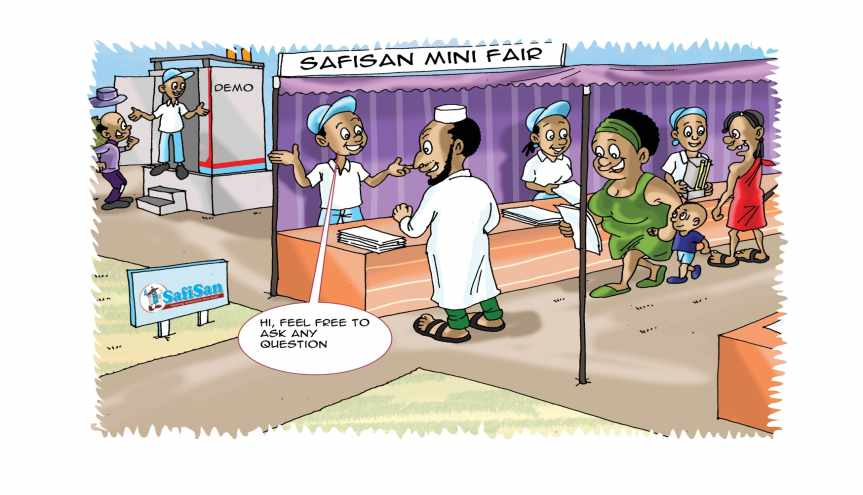 SAFISAN MINI FAIR
DEMO
SafiSan
HI, FEEL FREE TO
ASK ANY
QUESTION